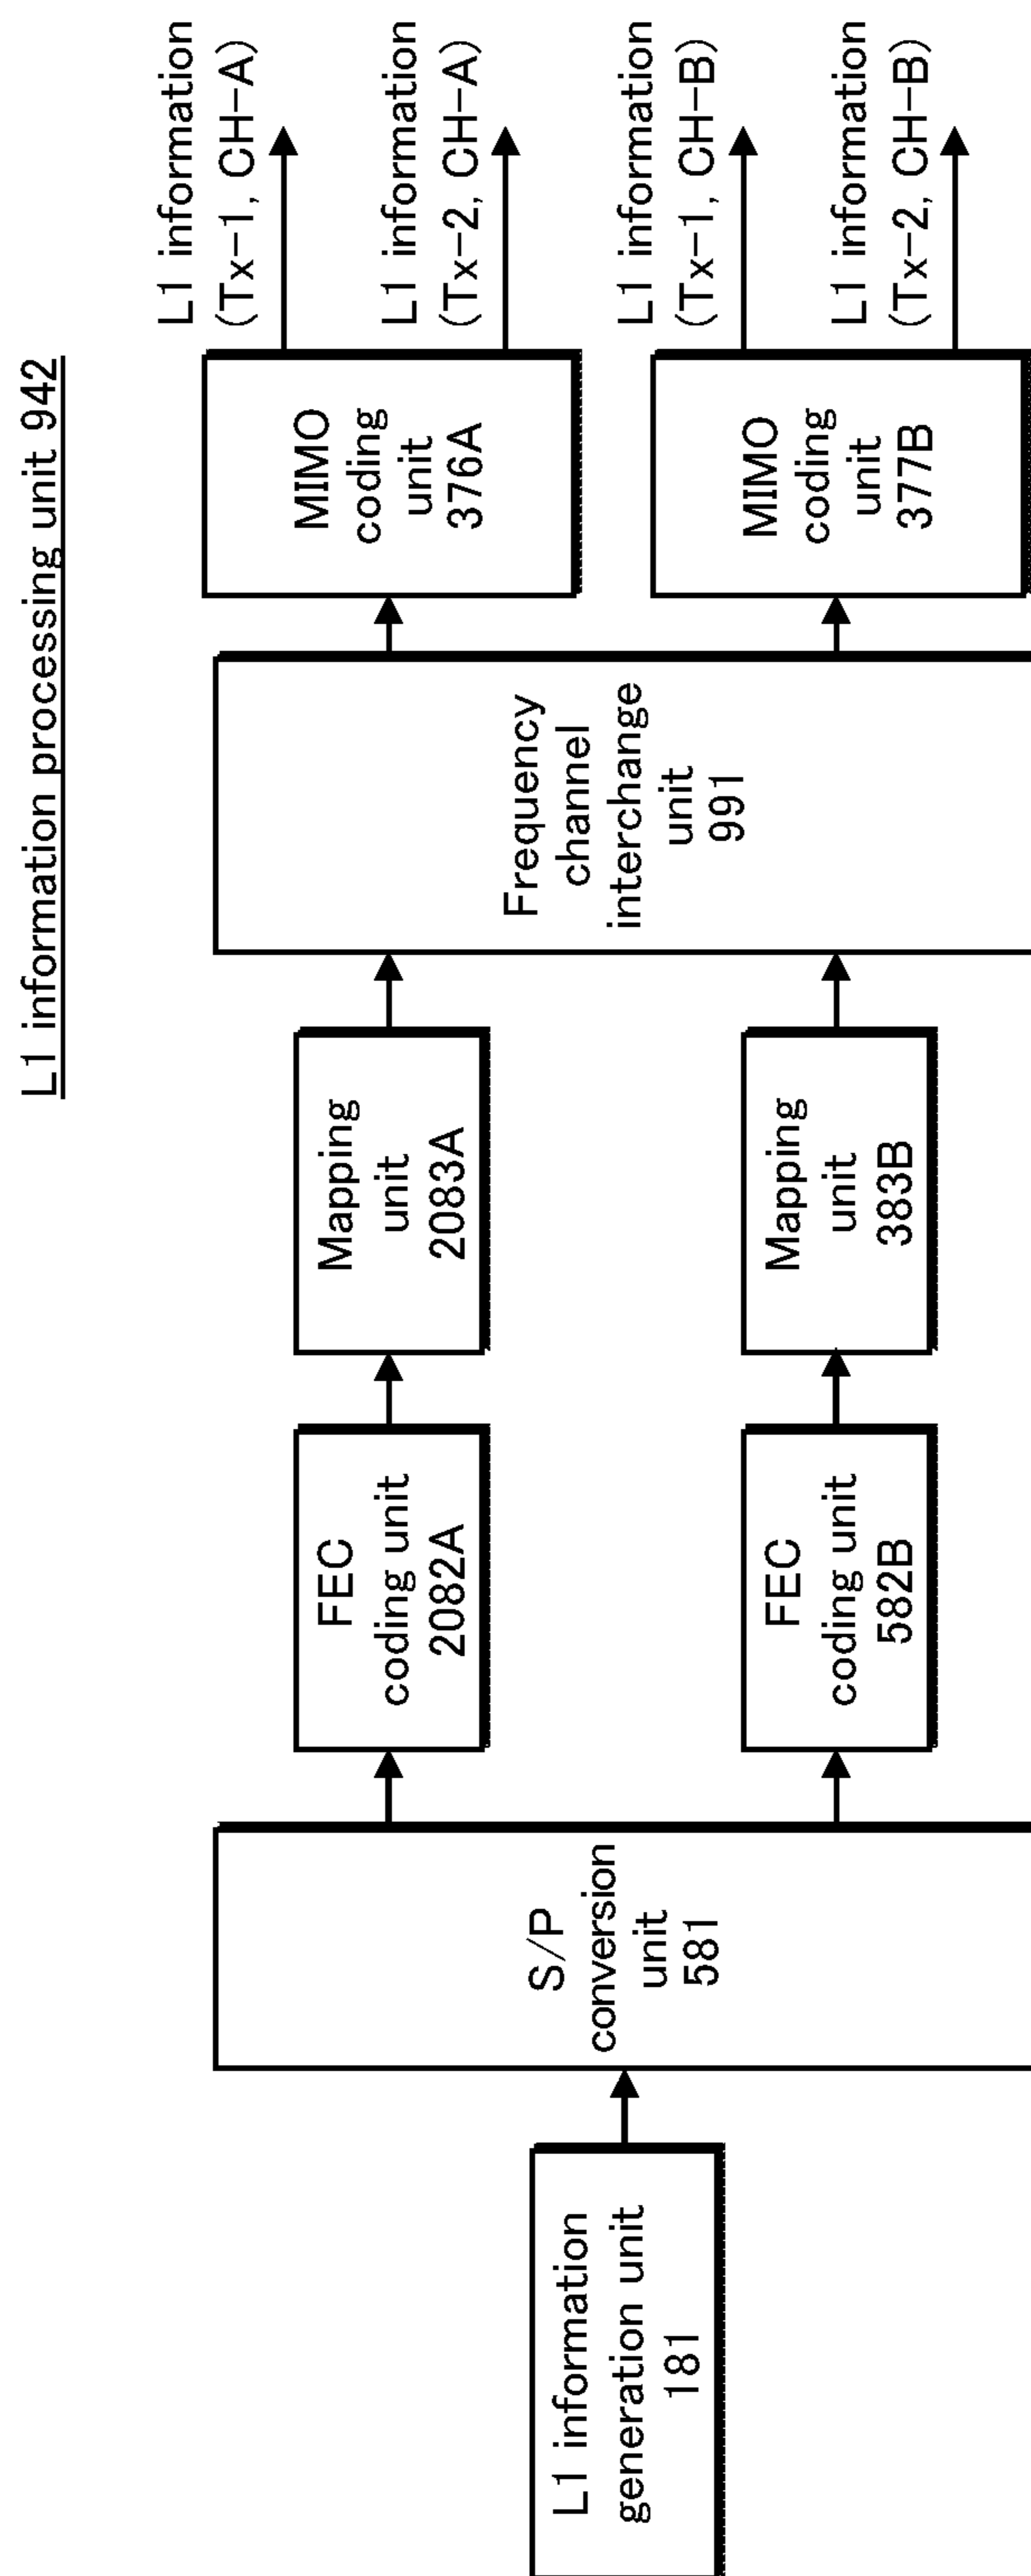 L1 information processing unit 942
L1 information
generation unit
181
S/P
conversion
unit
581
FEC
coding unit
2082A
Mapping
unit
2083A
FEC
coding unit
582B
Mapping
unit
383B
Frequency
channel
interchange
unit
991
MIMO
coding
unit
376A
MIMO
coding
unit
377B
L1 information
(Tx-1, CH-A)
L1 information
(Tx-2, CH-A)
L1 information
(Tx-1, CH-B)
L1 information
(Tx-2, CH-B)